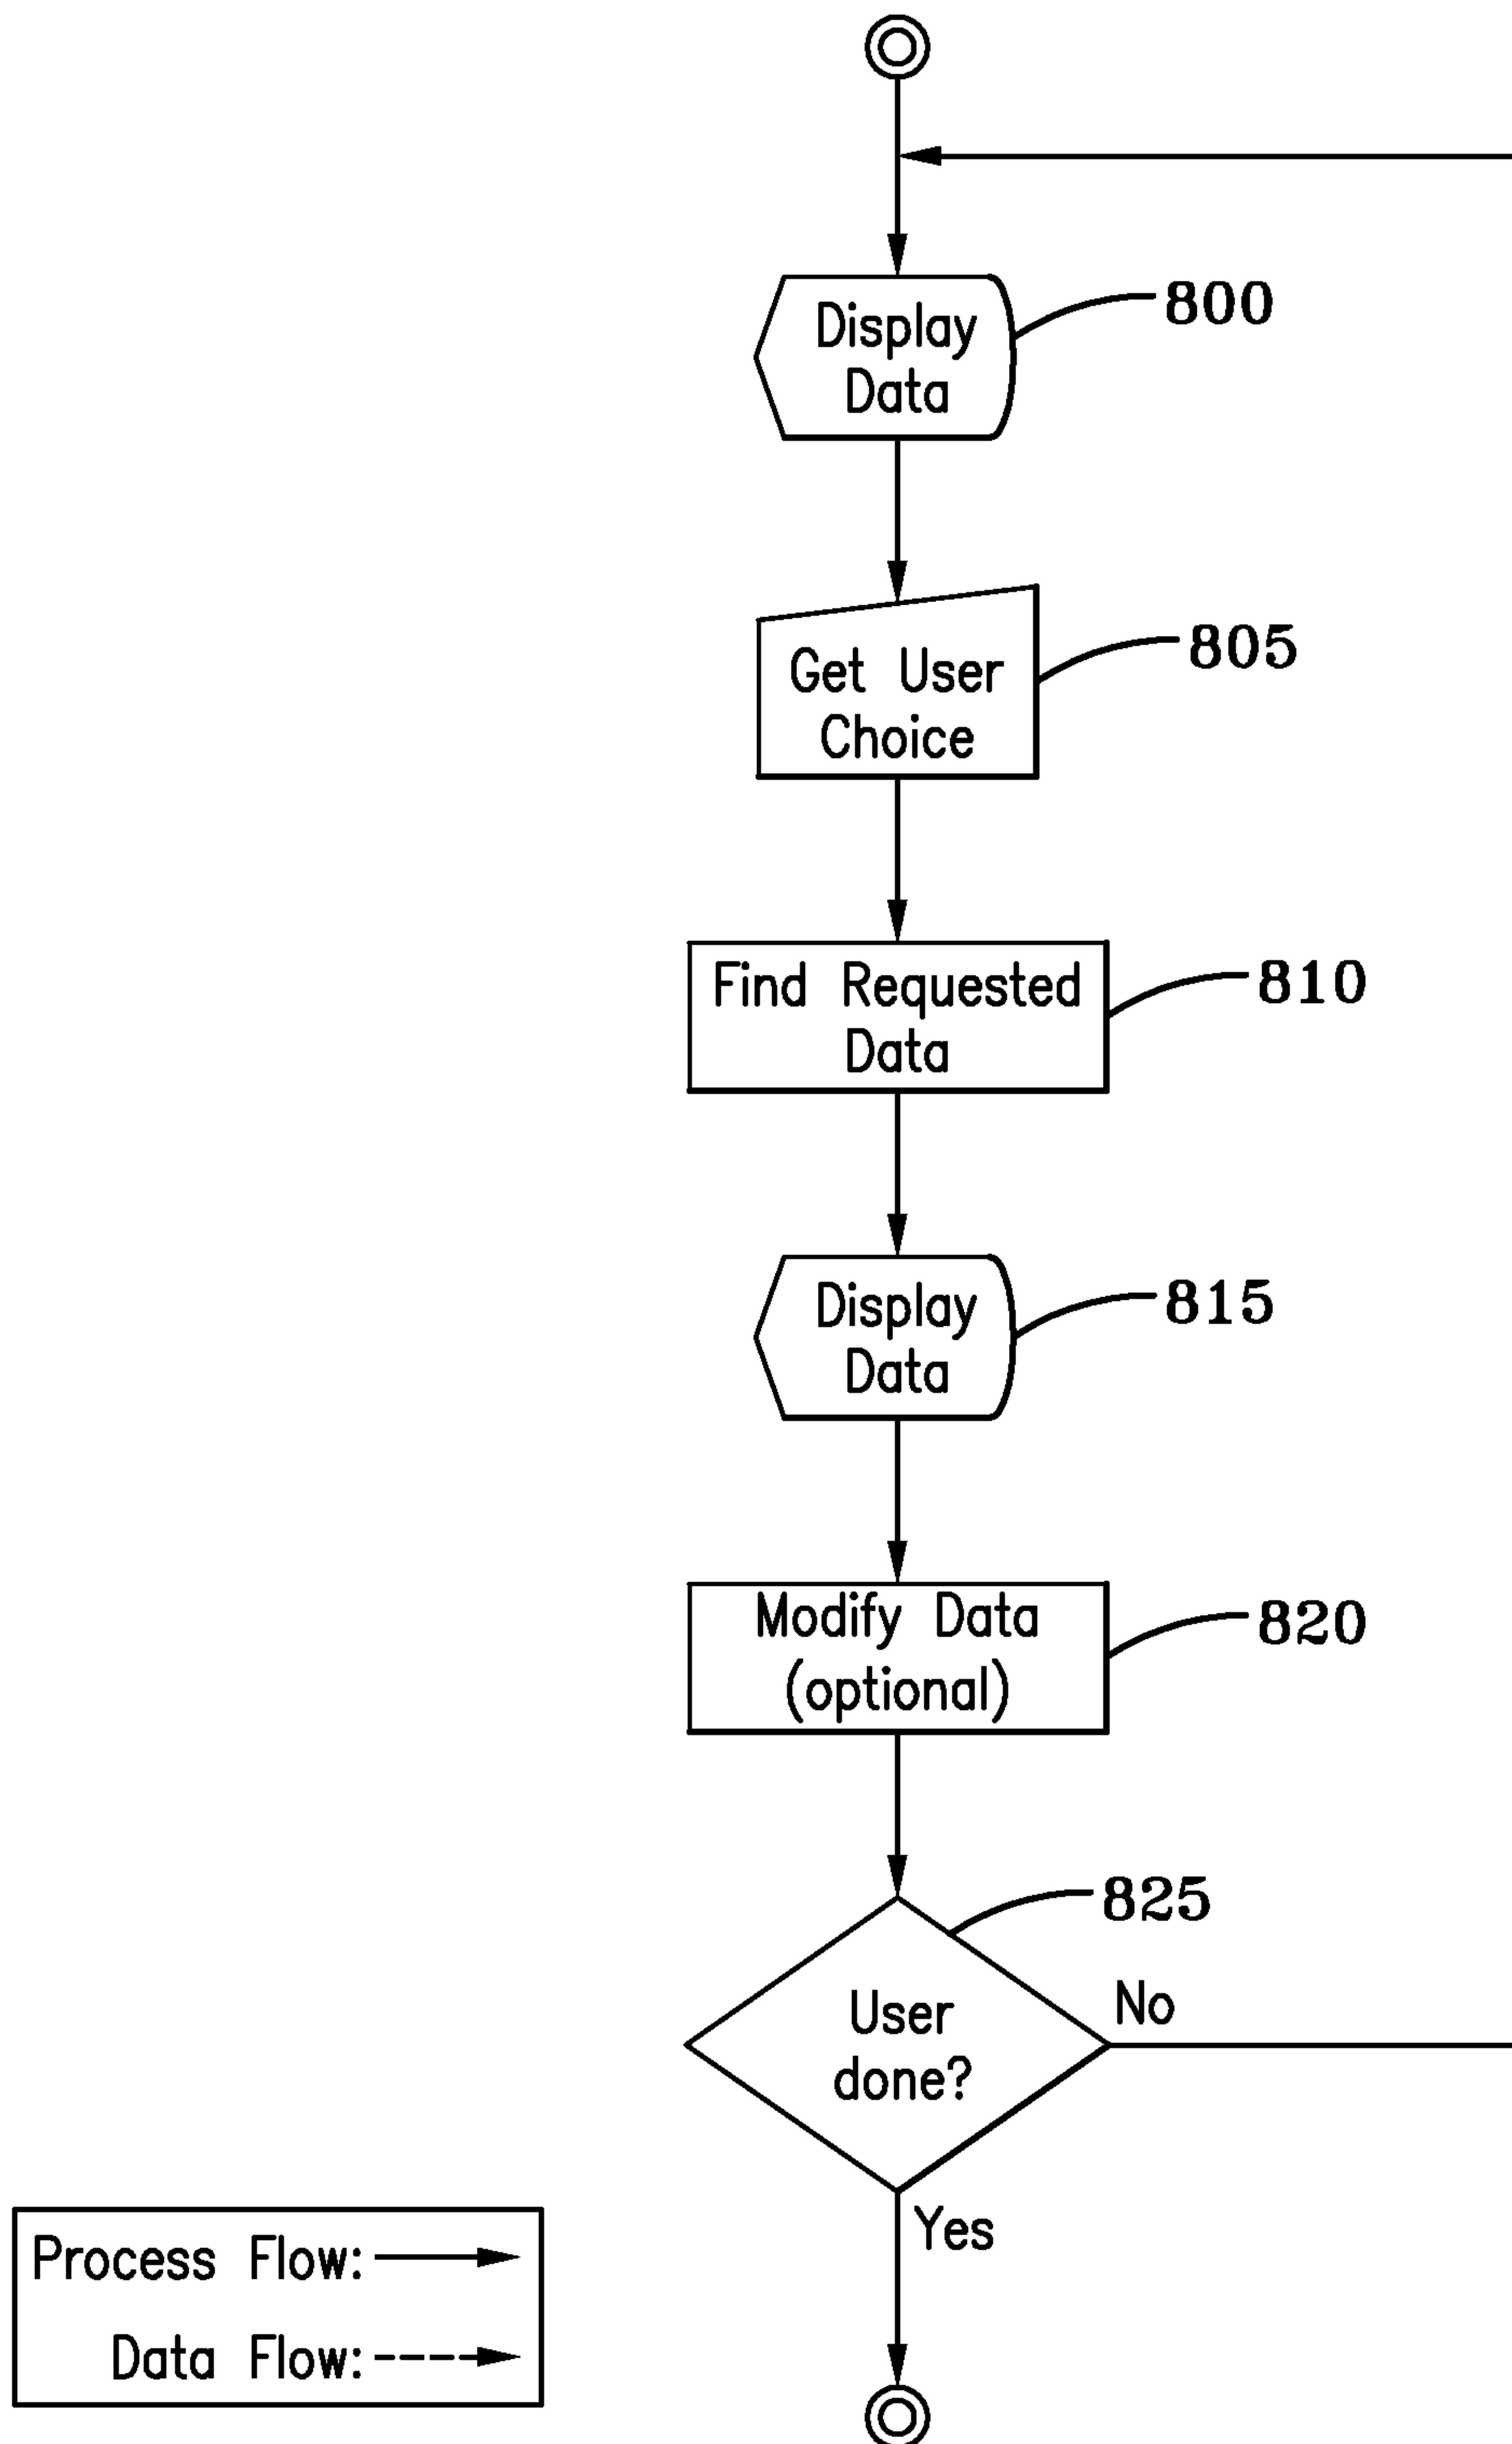 Display
Data
800
Get User
Choice
805
Find Requested
Data
810
Display
Data
815
Modify Data
(optional)
820
825
User
done?
No
Yes
Process Flow:
Data Flow: